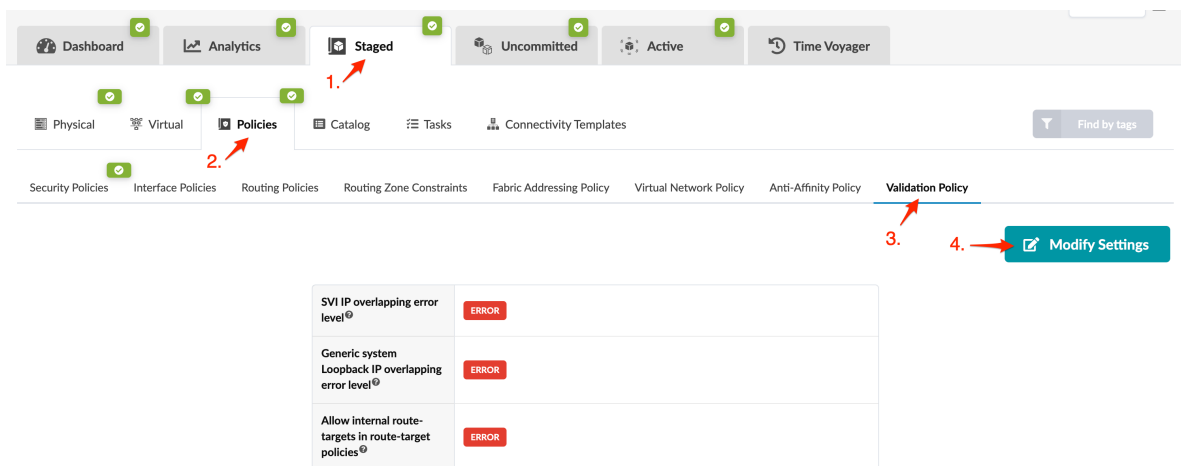 Dashboard Analytics Staged Uncommitted Active Time Voyager
1.
Physical Virtual Policies Catalog Tasks Connectivity Templates Find by tags
2.
Security Policies Interface Policies Routing Policies Routing Zone Constraints Fabric Addressing Policy Virtual Network Policy Anti-Affinity Policy Validation Policy
3.
4.
Modify Settings
SVI IP overlapping error
level
ERROR
Generic system
Loopback IP overlapping
error level
ERROR
Allow internal route-
targets in route-target
policies
ERROR